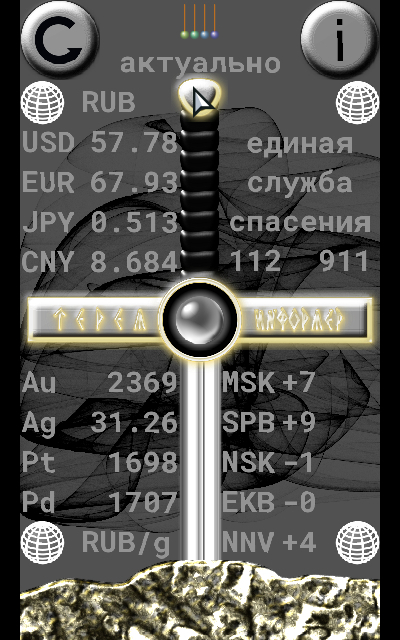 i
актуально
RUB
USD 57.78 единая
EUR 67.93 служба
JPY 0.513 спасения
CNY 8.684 112 911
ТЕРЕМ ИНФОРМЕР
Au 2369 MSK +7
Ag 31.26 SPB +9
Pt 1698 NSK -1
Pd 1707 EKB -0
RUB/g NNV +4